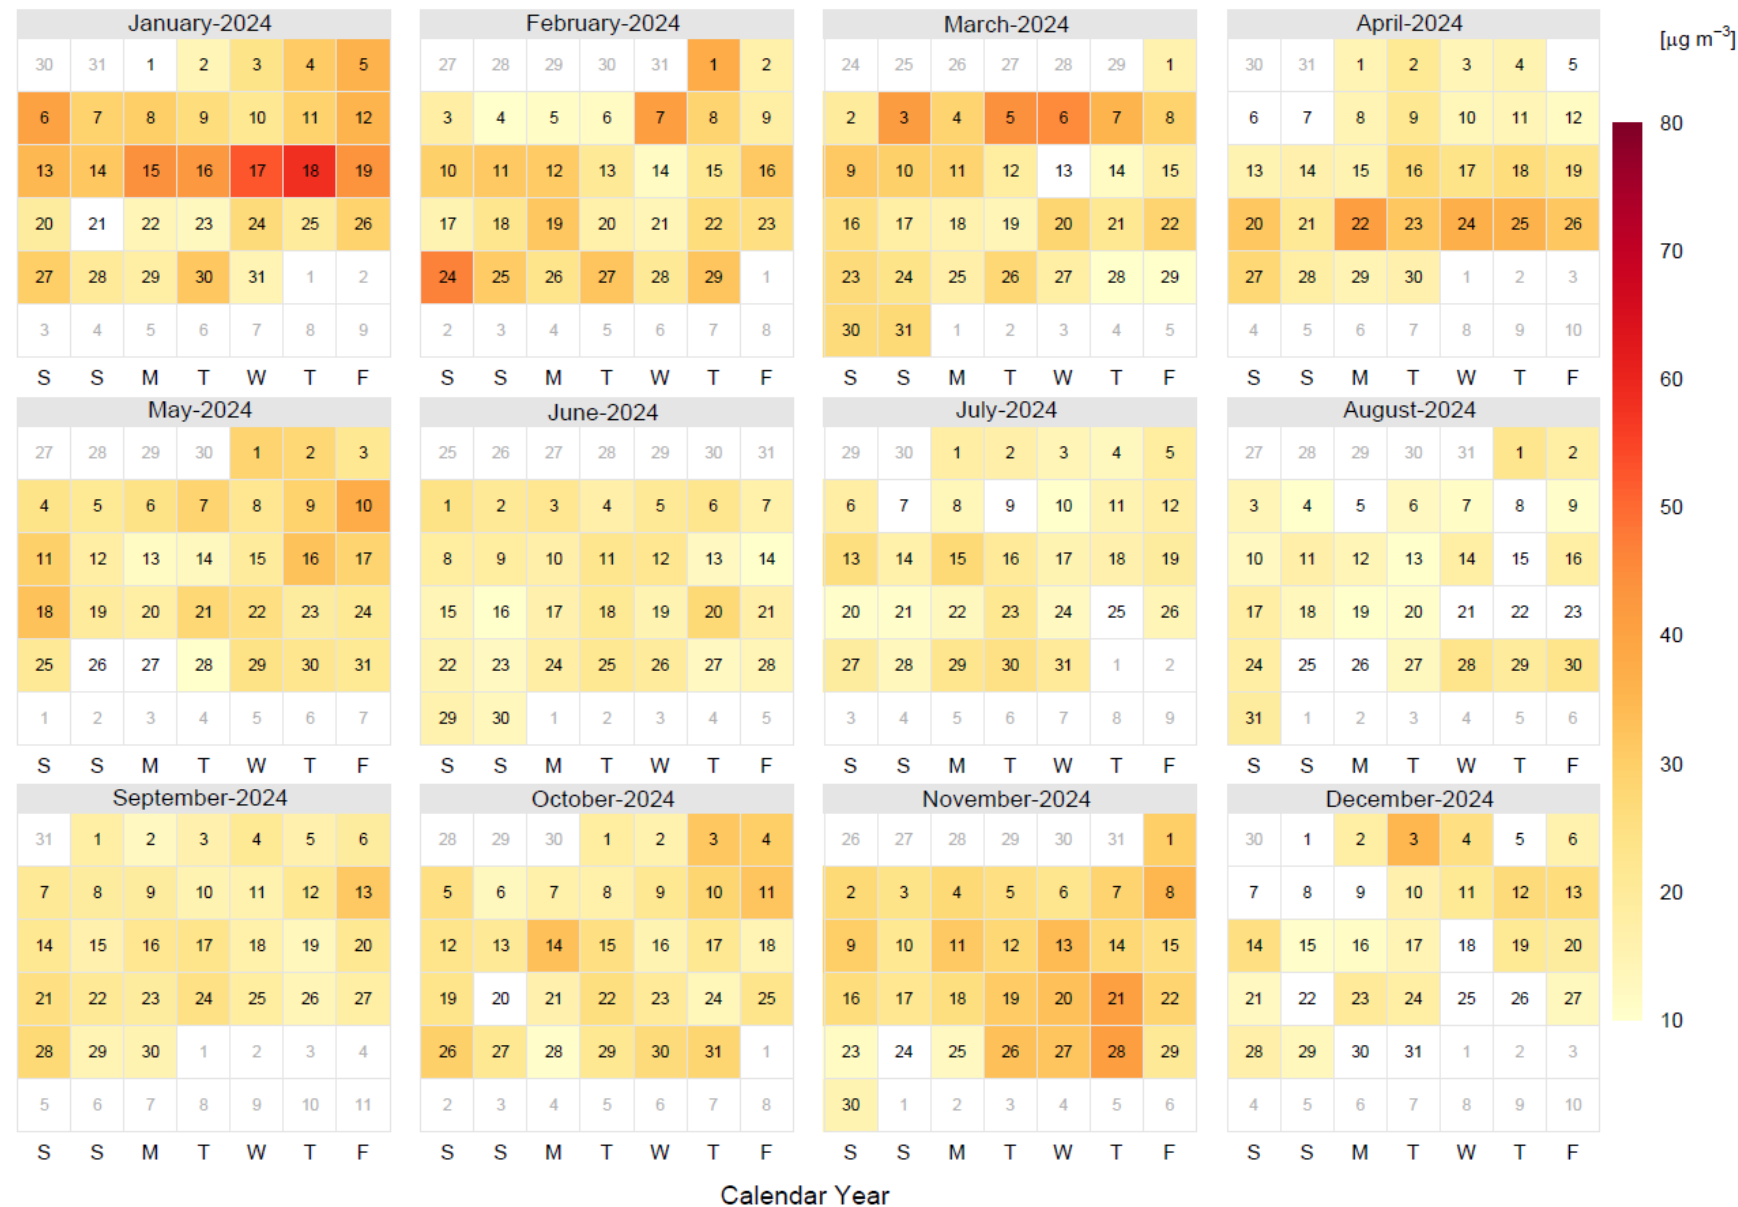 January-2024 February-2024 March-2024 April-2024 [μg m⁻³]
30 31 1 2 3 4 5 27 28 29 30 31 1 2 24 25 26 27 28 29 1 30 31 1 2 3 4 5
6 7 8 9 10 11 12 3 4 5 6 7 8 9 2 3 4 5 6 7 8 6 7 8 9 10 11 12 80
13 14 15 16 17 18 19 10 11 12 13 14 15 16 9 10 11 12 13 14 15 13 14 15 16 17 18 19
20 21 22 23 24 25 26 17 18 19 20 21 22 23 16 17 18 19 20 21 22 20 21 22 23 24 25 26
70
27 28 29 30 31 1 2 24 25 26 27 28 29 1 23 24 25 26 27 28 29 27 28 29 30 1 2 3
3 4 5 6 7 8 9 2 3 4 5 6 7 8 30 31 1 2 3 4 5 4 5 6 7 8 9 10
S S M T W T F S S M T W T F S S M T W T F S S M T W T F 60
May-2024 June-2024 July-2024 August-2024
27 28 29 30 1 2 3 25 26 27 28 29 30 31 29 30 1 2 3 4 5 27 28 29 30 31 1 2
4 5 6 7 8 9 10 1 2 3 4 5 6 7 6 7 8 9 10 11 12 3 4 5 6 7 8 9 50
11 12 13 14 15 16 17 8 9 10 11 12 13 14 13 14 15 16 17 18 19 10 11 12 13 14 15 16
18 19 20 21 22 23 24 15 16 17 18 19 20 21 20 21 22 23 24 25 26 17 18 19 20 21 22 23
40
25 26 27 28 29 30 31 22 23 24 25 26 27 28 27 28 29 30 31 1 2 24 25 26 27 28 29 30
1 2 3 4 5 6 7 29 30 1 2 3 4 5 3 4 5 6 7 8 9 31 1 2 3 4 5 6
S S M T W T F S S M T W T F S S M T W T F S S M T W T F 30
September-2024 October-2024 November-2024 December-2024
31 1 2 3 4 5 6 28 29 30 1 2 3 4 26 27 28 29 30 31 1 30 1 2 3 4 5 6
7 8 9 10 11 12 13 5 6 7 8 9 10 11 2 3 4 5 6 7 8 7 8 9 10 11 12 13 20
14 15 16 17 18 19 20 12 13 14 15 16 17 18 9 10 11 12 13 14 15 14 15 16 17 18 19 20
21 22 23 24 25 26 27 19 20 21 22 23 24 25 16 17 18 19 20 21 22 21 22 23 24 25 26 27
10
28 29 30 1 2 3 4 26 27 28 29 30 31 1 23 24 25 26 27 28 29 28 29 30 31 1 2 3
5 6 7 8 9 10 11 2 3 4 5 6 7 8 30 1 2 3 4 5 6 4 5 6 7 8 9 10
S S M T W T F S S M T W T F S S M T W T F S S M T W T F
Calendar Year